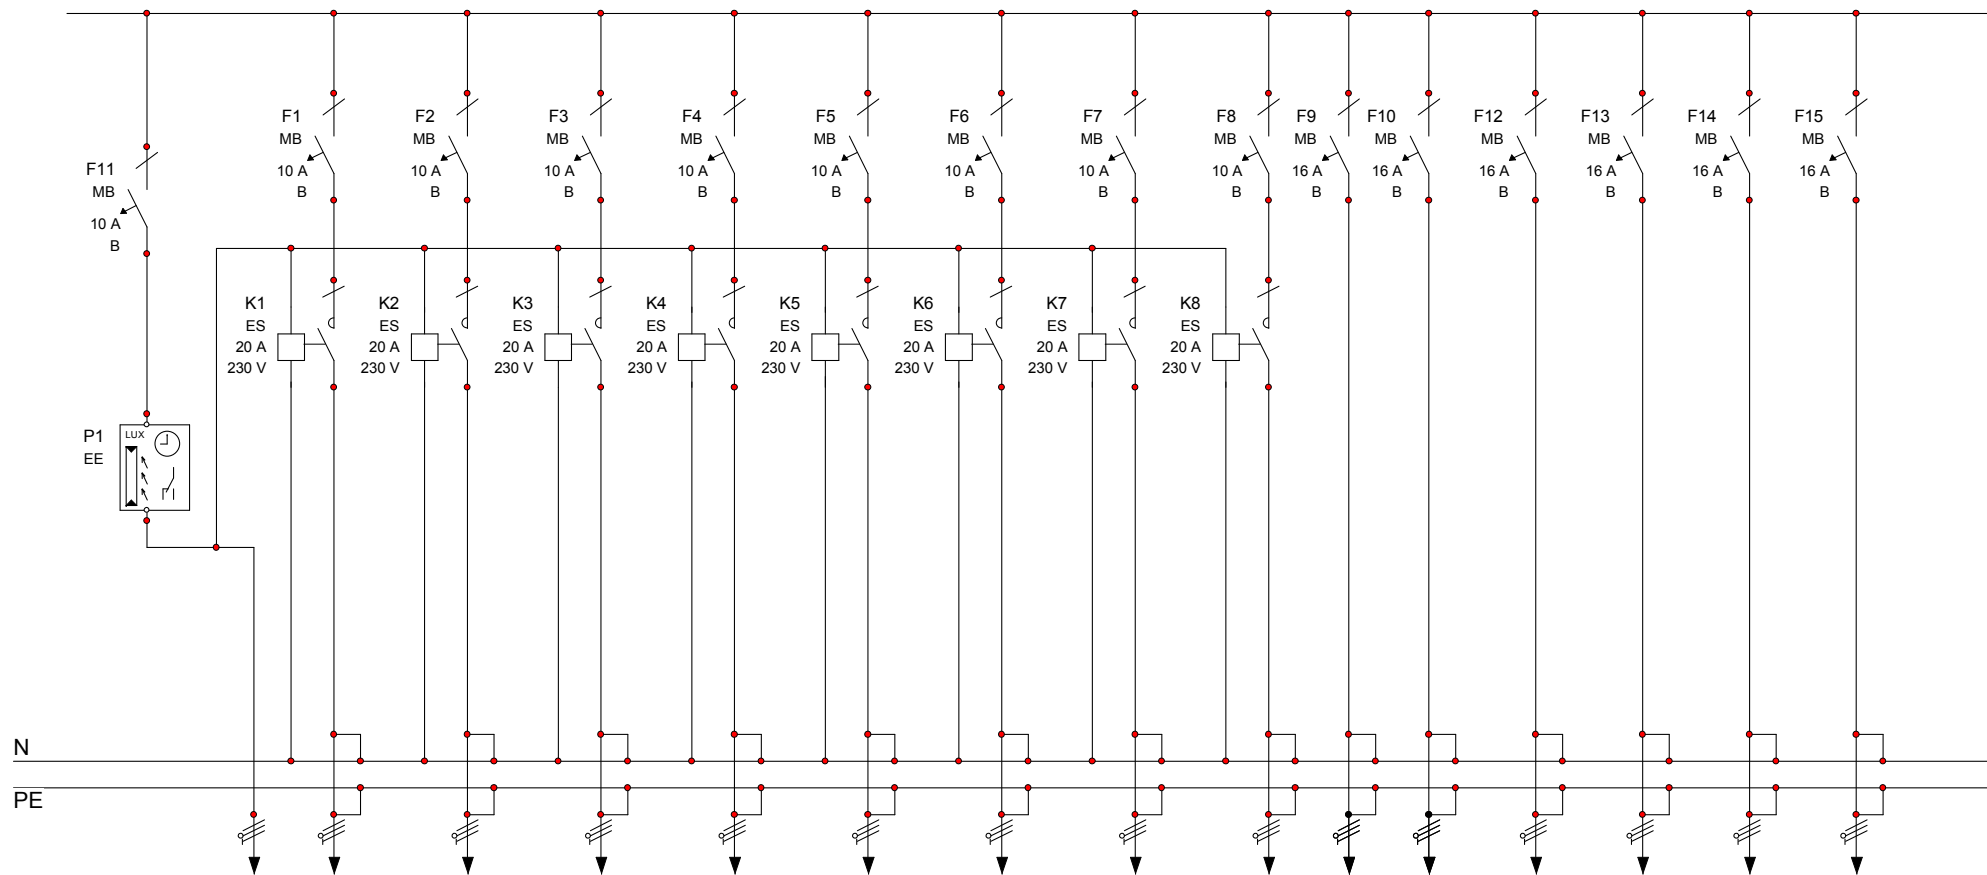 F1
MB
10 A
B
F2
MB
10 A
B
F3
MB
10 A
B
F4
MB
10 A
B
F5
MB
10 A
B
F6
MB
10 A
B
F7
MB
10 A
B
F8
MB
10 A
B
F9
MB
16 A
B
F10
MB
16 A
B
F12
MB
16 A
B
F13
MB
16 A
B
F14
MB
16 A
B
F15
MB
16 A
B
F11
MB
10 A
B
K1
ES
20 A
230 V
K2
ES
20 A
230 V
K3
ES
20 A
230 V
K4
ES
20 A
230 V
K5
ES
20 A
230 V
K6
ES
20 A
230 V
K7
ES
20 A
230 V
K8
ES
20 A
230 V
P1
EE
LUX
N
PE